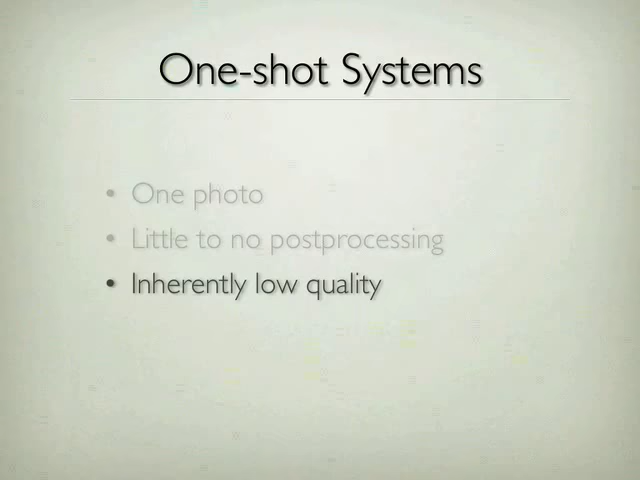 One-shot Systems
• One photo
• Little to no postprocessing
• Inherently low quality